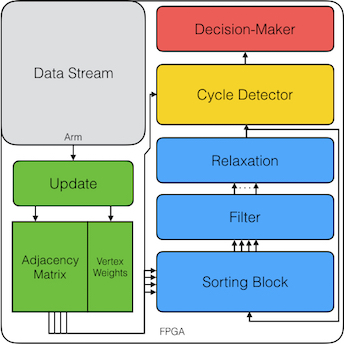 Data Stream
Arm
Update
Adjacency
Matrix
Vertex
Weights
Decision-Maker
Cycle Detector
Relaxation
Filter
Sorting Block
FPGA